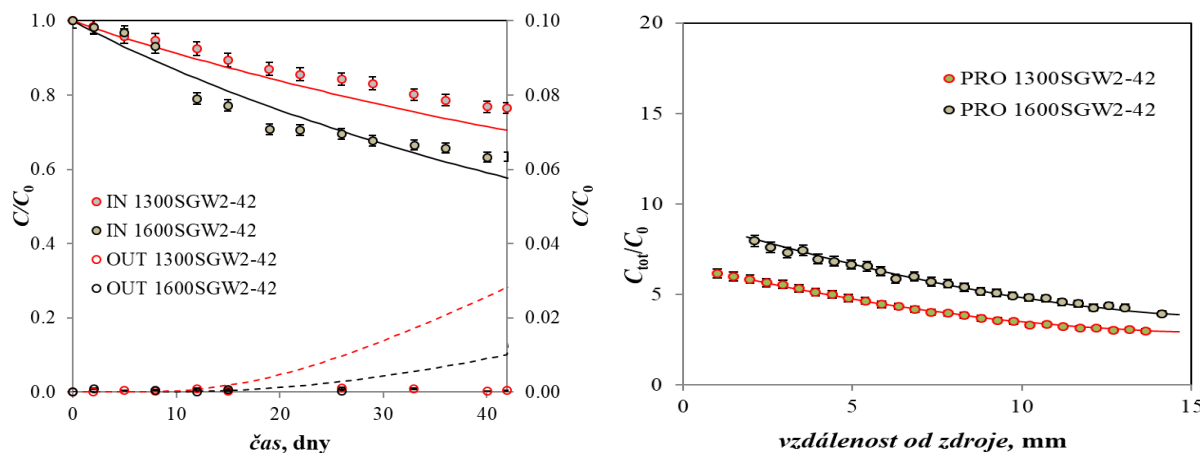 1.0
0.8
0.6
0.4
0.2
0.0
C/C0
0.10
0.08
0.06
0.04
0.02
0.00
C/C0
IN 1300SGW2-42
IN 1600SGW2-42
OUT 1300SGW2-42
OUT 1600SGW2-42
0 10 20 30 40
čas, dny
20
15
10
5
0
Ctot/C0
PRO 1300SGW2-42
PRO 1600SGW2-42
0 5 10 15
vzdálenost od zdroje, mm